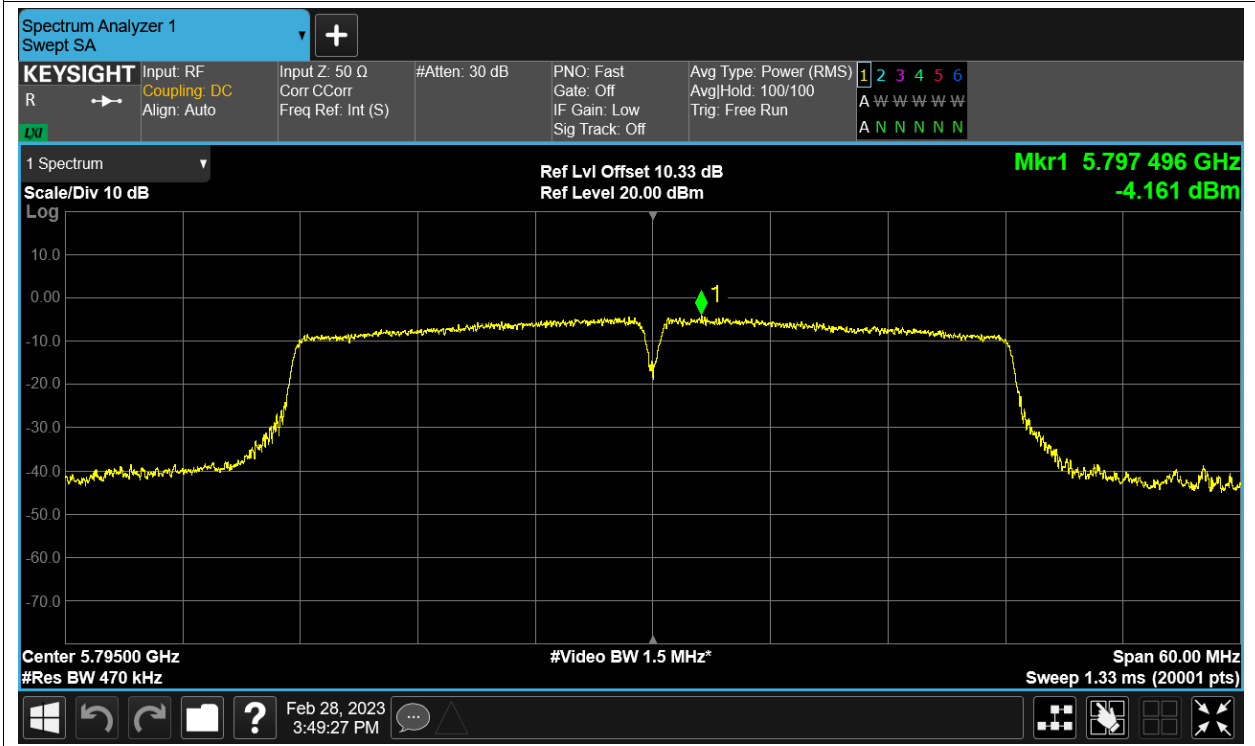 Spectrum Analyzer 1
Swept SA
+
KEYSIGHT
R
LXI
Input: RF
Coupling: DC
Align: Auto
Input Z: 50 Ω
Corr CCorr
Freq Ref: Int (S)
#Atten: 30 dB
PNO: Fast
Gate: Off
IF Gain: Low
Sig Track: Off
Avg Type: Power (RMS)
Avg|Hold: 100/100
Trig: Free Run
1 2 3 4 5 6
A W W W W W
A N N N N N
1 Spectrum
Scale/Div 10 dB
Log
Ref Lvl Offset 10.33 dB
Ref Level 20.00 dBm
Mkr1 5.797 496 GHz
-4.161 dBm
10.0
0.00
-10.0
-20.0
-30.0
-40.0
-50.0
-60.0
-70.0
1
Center 5.79500 GHz
#Res BW 470 kHz
#Video BW 1.5 MHz*
Span 60.00 MHz
Sweep 1.33 ms (20001 pts)
?
Feb 28, 2023
3:49:27 PM